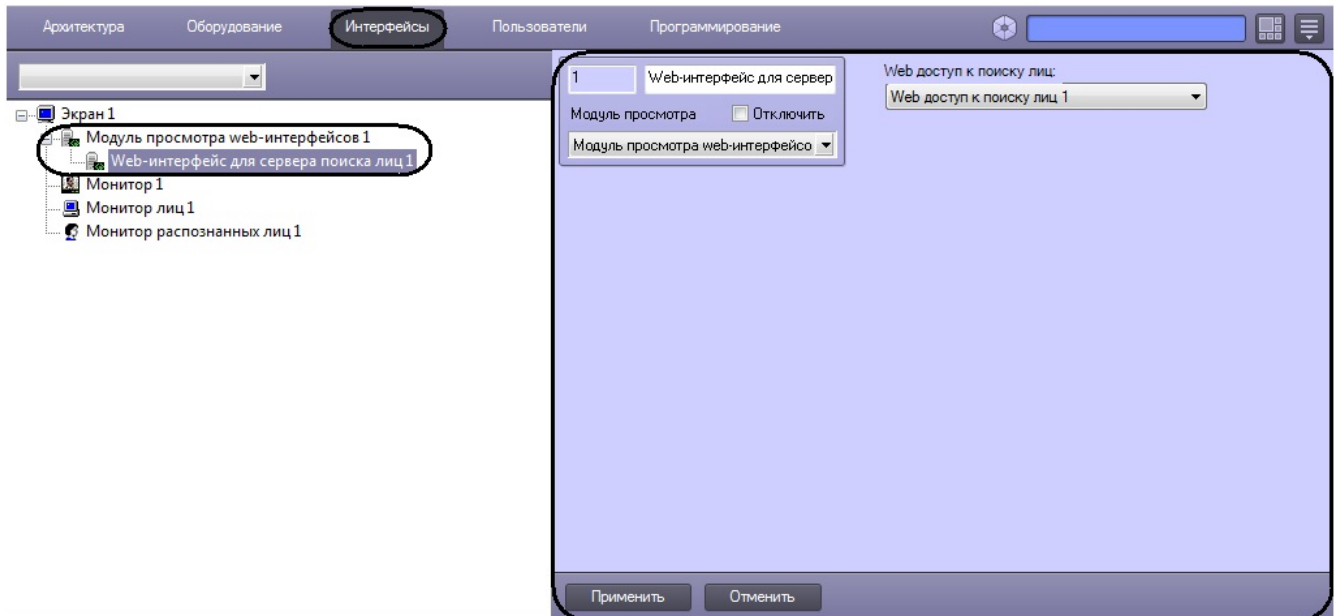 Архитектура Оборудование Интерфейсы Пользователи Программирование
Экран 1
Модуль просмотра web-интерфейсов 1
Web-интерфейс для сервера поиска лиц 1
Монитор 1
Монитор лиц 1
Монитор распознанных лиц 1
1 Web-интерфейс для сервер
Модуль просмотра Отключить
Модуль просмотра web-интерфейсо
Web доступ к поиску лиц:
Web доступ к поиску лиц 1
Применить Отменить